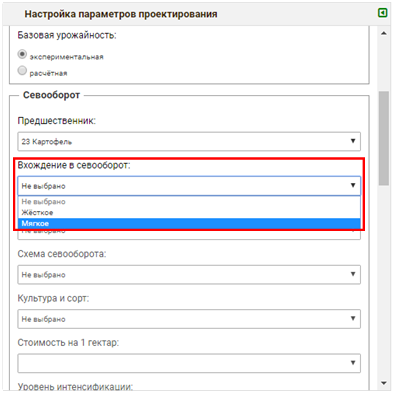 Настройка параметров проектирования
Базовая урожайность:
экспериментальная
расчётная
Севооборот
Предшественник:
23 Картофель
Вхождение в севооборот:
Не выбрано
Не выбрано
Жёсткое
Мягкое
Не выбрано
Схема севооборота:
Не выбрано
Культура и сорт:
Не выбрано
Стоимость на 1 гектар:
Уровень интенсификации: